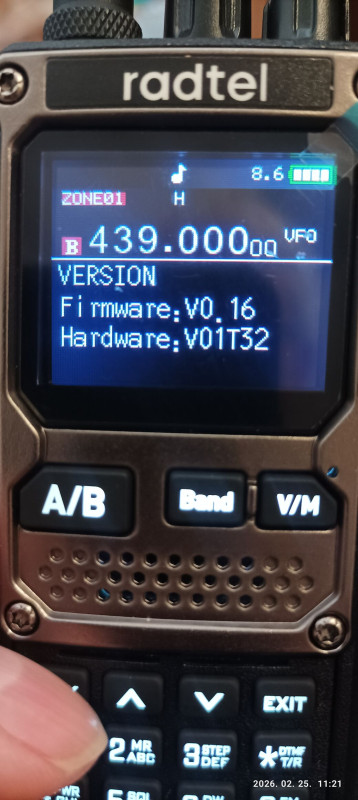 radtel
8.6
ZONE01 H
B 439.00000 VFO
VERSION
Firmware:V0.16
Hardware:V01T32
A/B Band V/M
EXIT
2 MR ABC 3 STEP DEF * DTMF T/R
2026. 02. 25. 11:21